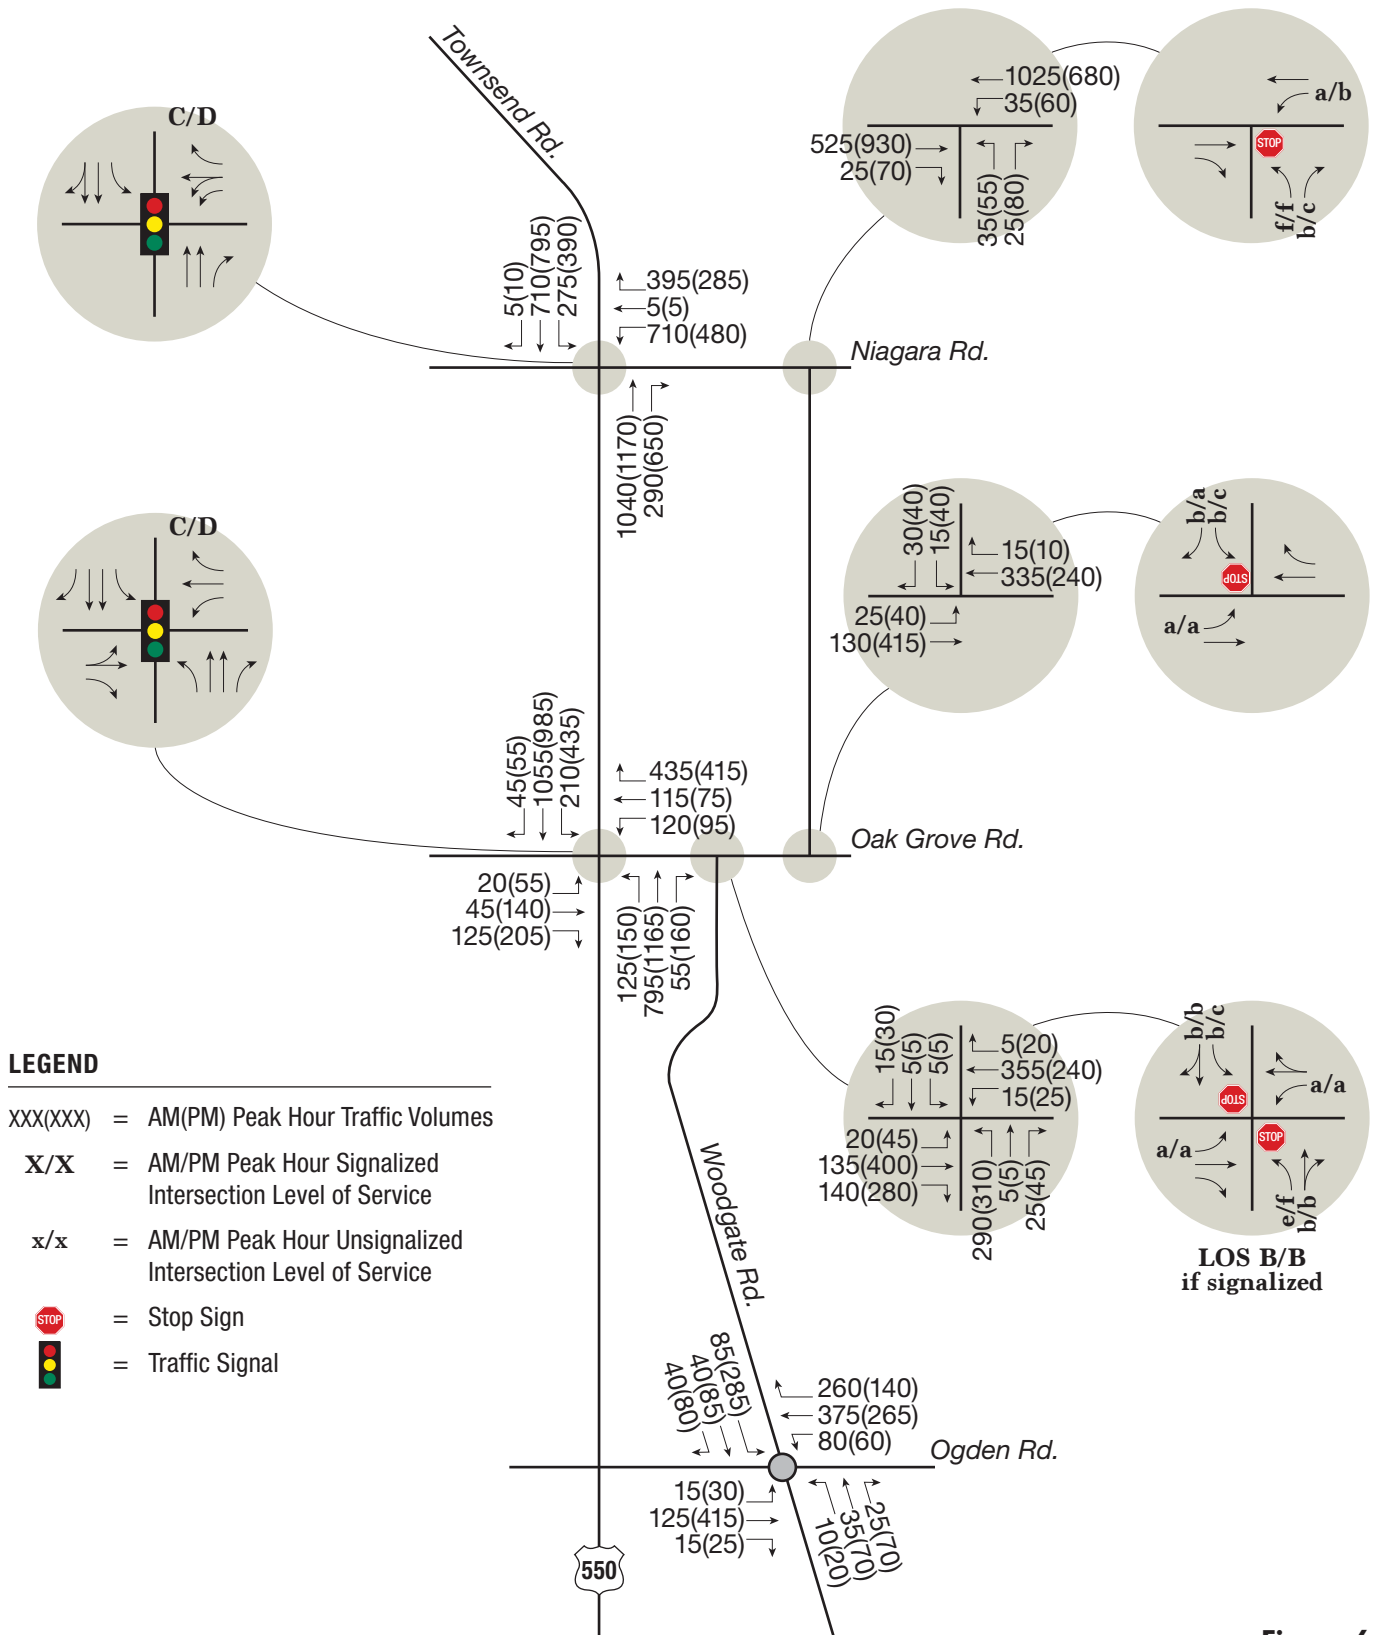 Townsend Rd.
C/D
1025(680)
35(60)
525(930)
25(70)
35(55)
25(80)
a/b
STOP
f/f
b/c
5(10)
710(795)
275(390)
395(285)
5(5)
710(480)
Niagara Rd.
1040(1170)
290(650)
C/D
30(40)
15(40)
15(10)
335(240)
25(40)
130(415)
b/a
b/c
STOP
a/a
45(55)
1055(985)
210(435)
435(415)
115(75)
120(95)
Oak Grove Rd.
20(55)
45(140)
125(205)
125(150)
795(1165)
55(160)
15(30)
5(5)
5(5)
5(20)
355(240)
15(25)
20(45)
135(400)
140(280)
290(310)
5(5)
25(45)
b/b
b/c
STOP
a/a
a/a
STOP
e/f
b/b
LOS B/B
if signalized
LEGEND
XXX(XXX) = AM(PM) Peak Hour Traffic Volumes
X/X = AM/PM Peak Hour Signalized
Intersection Level of Service
x/x = AM/PM Peak Hour Unsignalized
Intersection Level of Service
STOP = Stop Sign
= Traffic Signal
Woodgate Rd.
40(80)
40(85)
85(285)
260(140)
375(265)
80(60)
Ogden Rd.
15(30)
125(415)
15(25)
10(20)
35(70)
25(70)
550